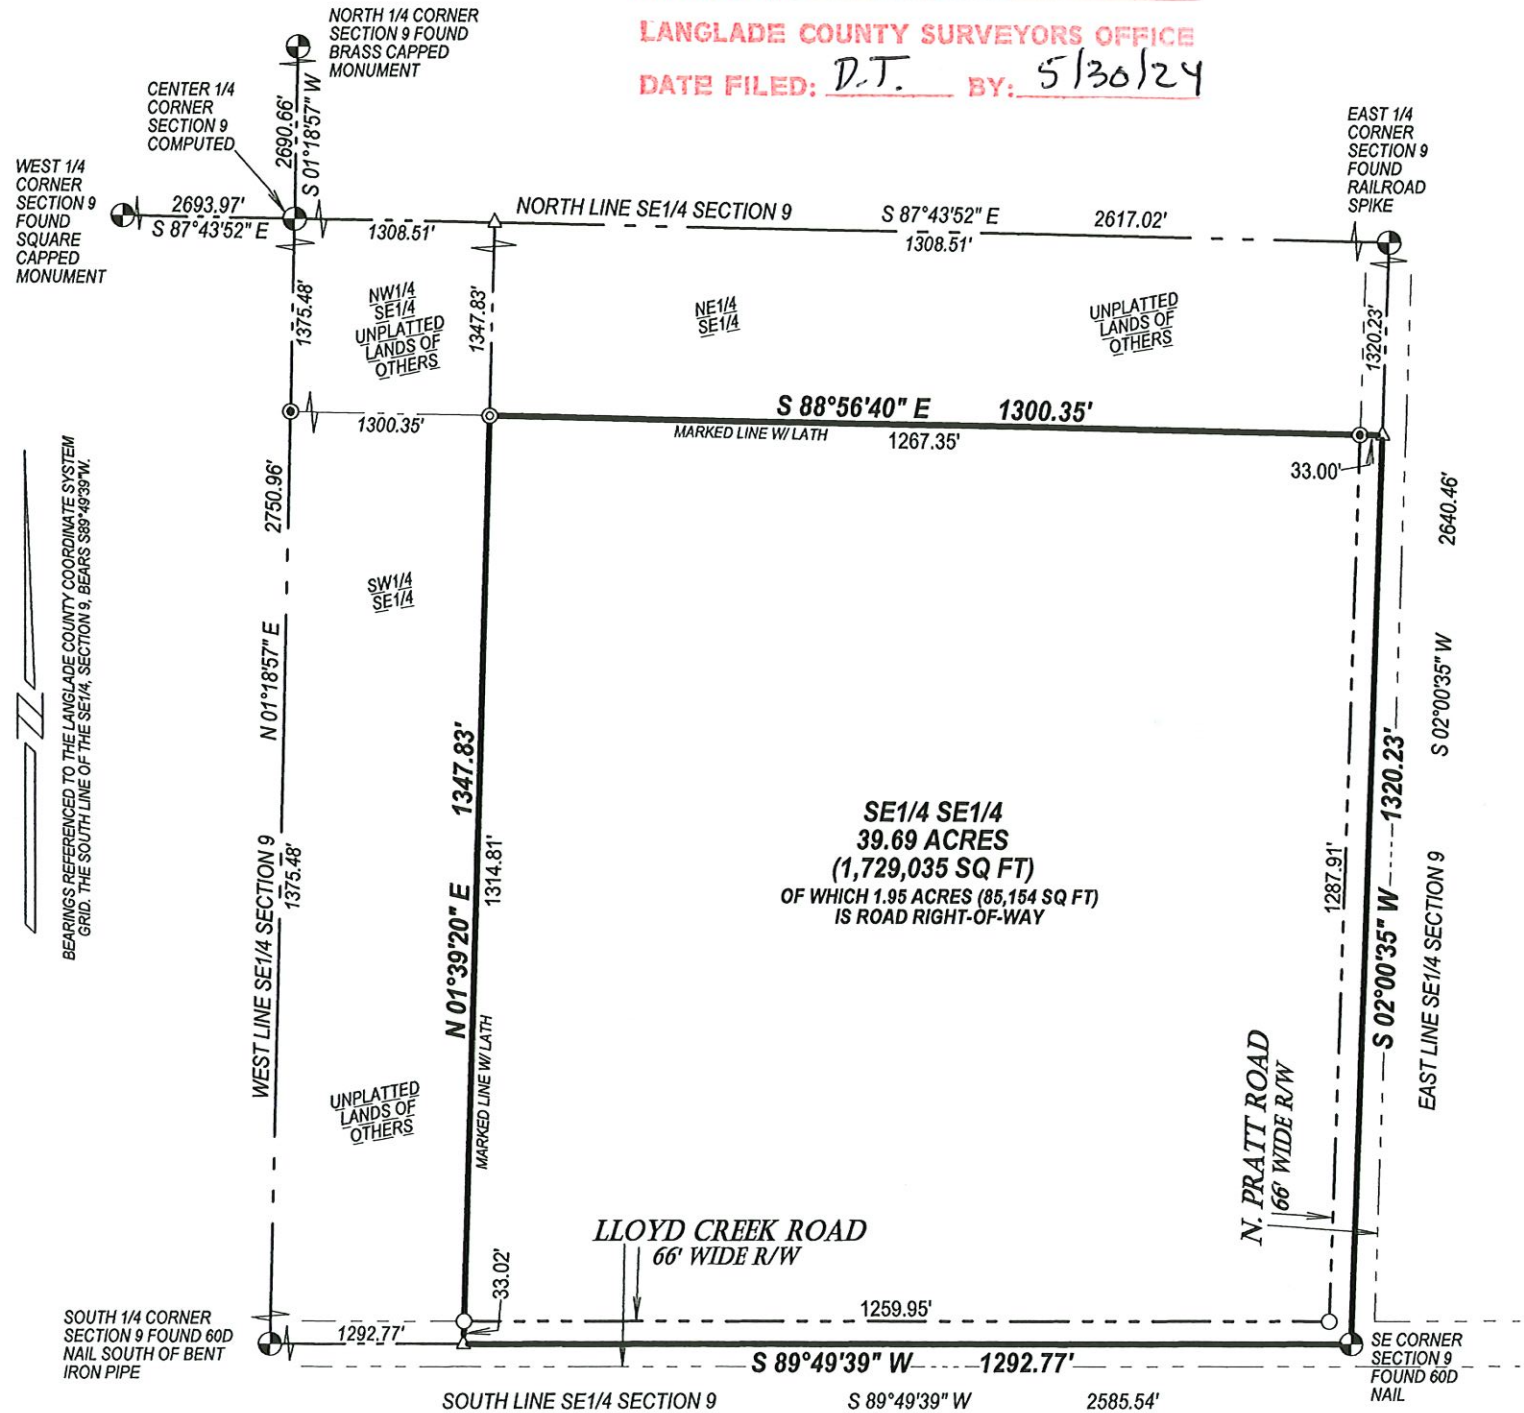 LANGLADE COUNTY SURVEYORS OFFICE
DATE FILED: D.T. BY: 5/30/24
NORTH 1/4 CORNER
SECTION 9 FOUND
BRASS CAPPED
MONUMENT
CENTER 1/4
CORNER
SECTION 9
COMPUTED
2690.66'
S 01°18'57" W
EAST 1/4
CORNER
SECTION 9
FOUND
RAILROAD
SPIKE
WEST 1/4
CORNER
SECTION 9
FOUND
SQUARE
CAPPED
MONUMENT
2693.97'
S 87°43'52" E
1308.51'
NORTH LINE SE1/4 SECTION 9
S 87°43'52" E
2617.02'
1308.51'
1375.48'
NW1/4
SE1/4
UNPLATTED
LANDS OF
OTHERS
1347.83'
NE1/4
SE1/4
UNPLATTED
LANDS OF
OTHERS
1320.23'
1300.35'
S 88°56'40" E 1300.35'
MARKED LINE W/ LATH
1267.35'
33.00'
BEARINGS REFERENCED TO THE LANGLADE COUNTY COORDINATE SYSTEM
GRID. THE SOUTH LINE OF THE SE1/4, SECTION 9, BEARS S89°49'39"W.
2750.96'
N 01°18'57" E
WEST LINE SE1/4 SECTION 9
1375.48'
SW1/4
SE1/4
UNPLATTED
LANDS OF
OTHERS
N 01°39'20" E 1347.83'
1314.81'
MARKED LINE W/ LATH
SE1/4 SE1/4
39.69 ACRES
(1,729,035 SQ FT)
OF WHICH 1.95 ACRES (85,154 SQ FT)
IS ROAD RIGHT-OF-WAY
1287.91'
S 02°00'35" W 1320.23'
2640.46'
S 02°00'35" W
EAST LINE SE1/4 SECTION 9
N. PRATT ROAD
66' WIDE R/W
LLOYD CREEK ROAD
66' WIDE R/W
33.02'
1259.95'
SOUTH 1/4 CORNER
SECTION 9 FOUND 60D
NAIL SOUTH OF BENT
IRON PIPE
1292.77'
S 89°49'39" W 1292.77'
SE CORNER
SECTION 9
FOUND 60D
NAIL
SOUTH LINE SE1/4 SECTION 9
S 89°49'39" W
2585.54'